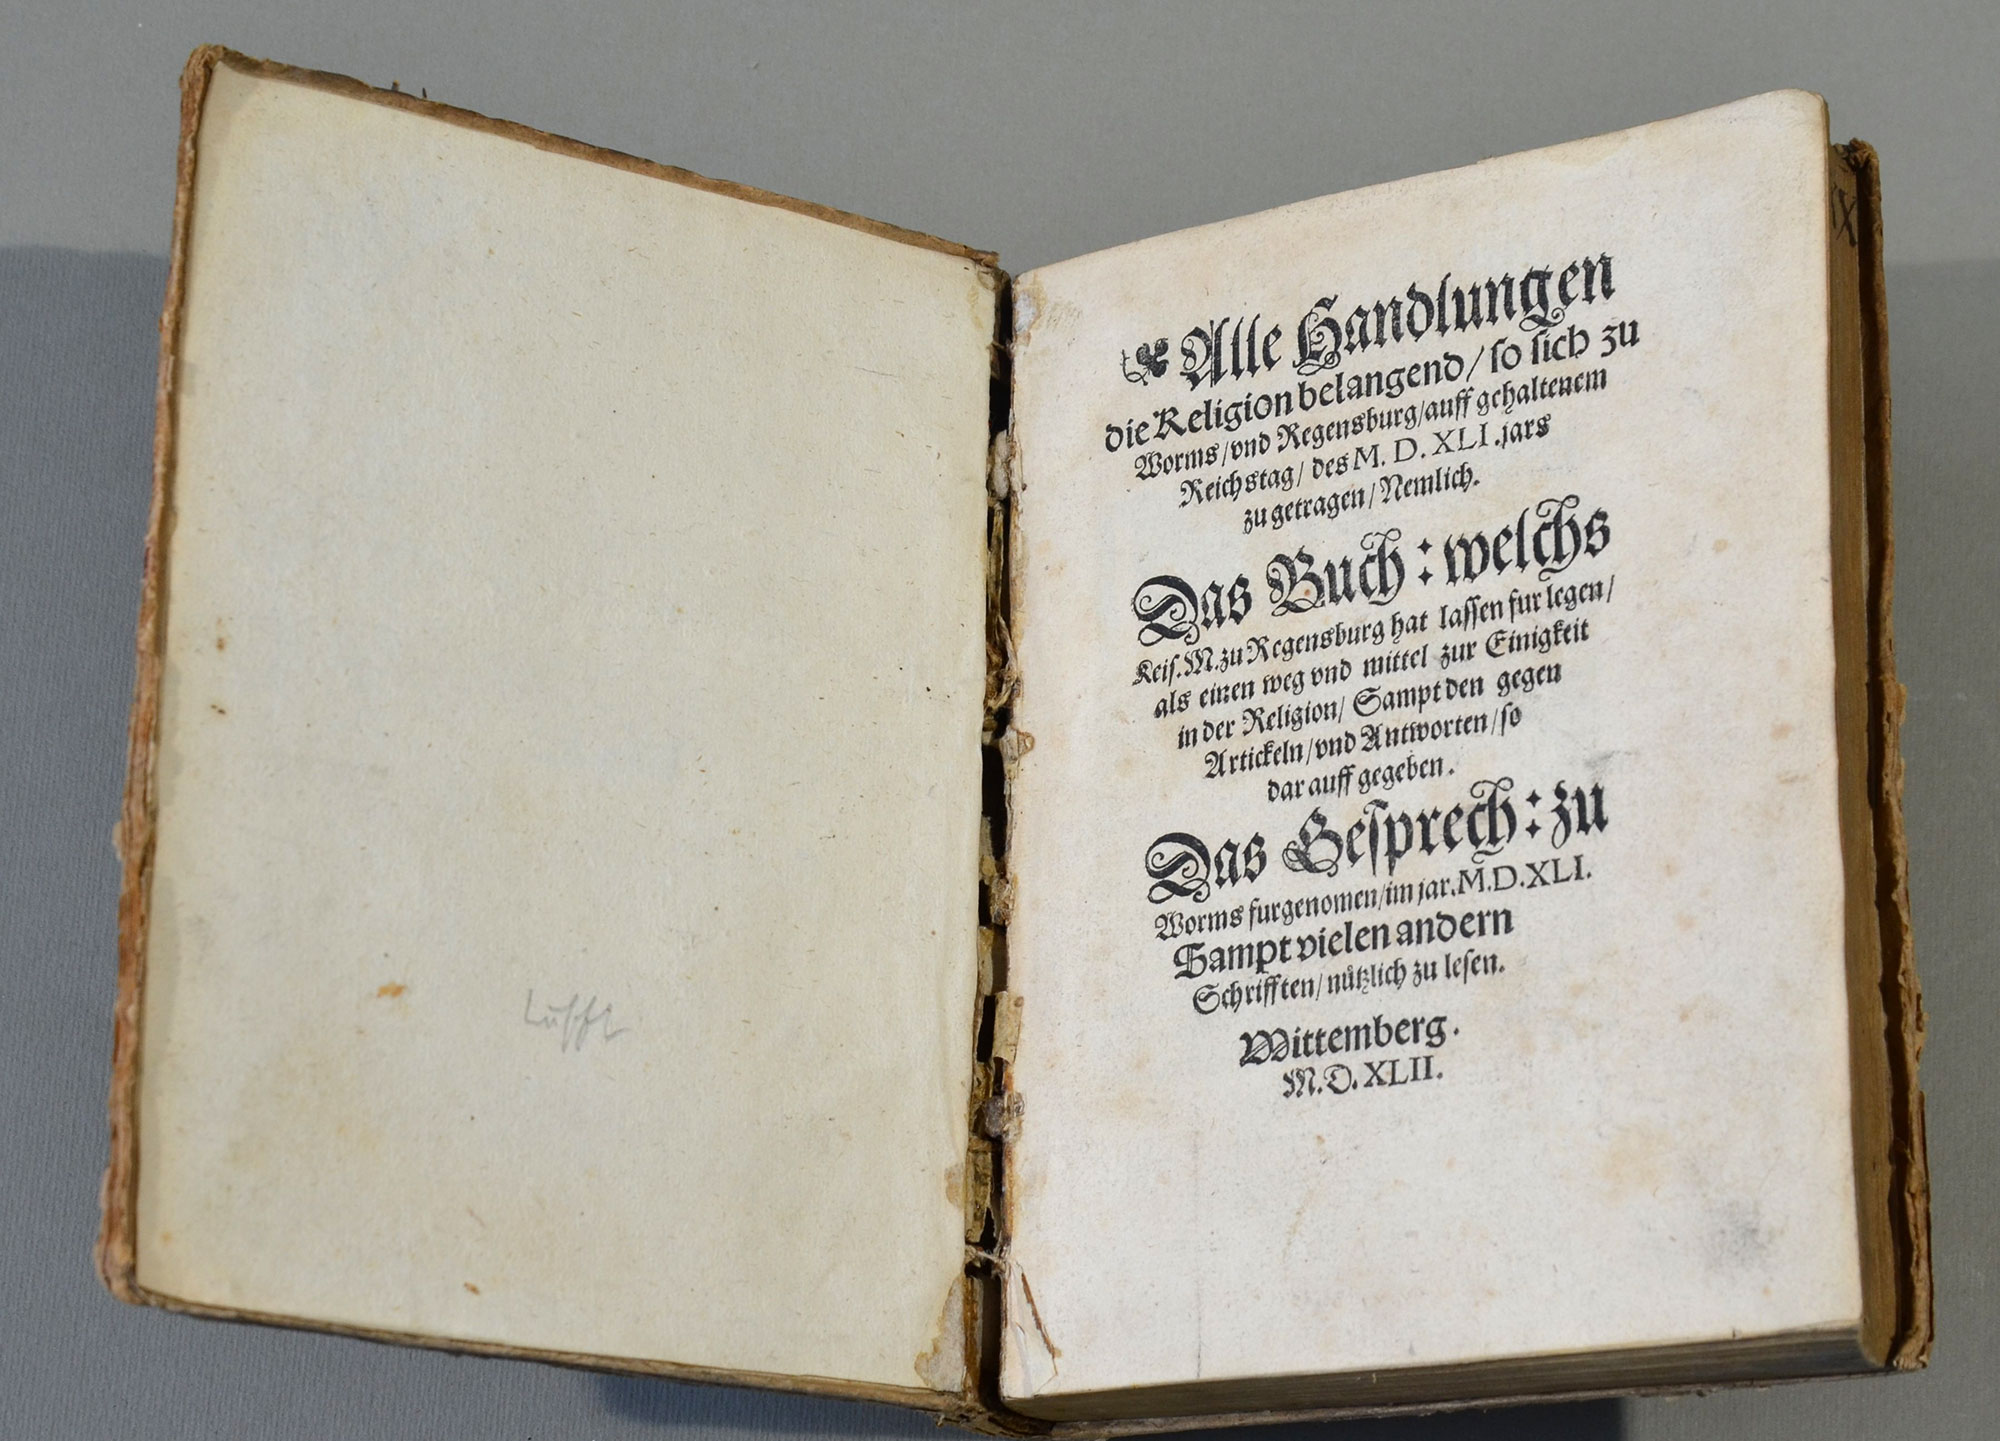 Lufft
❦ Alle Handlungen
die Religion belangend/ so sich zu
Worms/ vnd Regensburg/ auff gehaltenem
Reichstag/ des M. D. XLI. jars
zu getragen/ Nemlich.
Das Buch: welchs
Keis. M. zu Regensburg hat lassen fur legen/
als einen weg vnd mittel zur Einigkeit
in der Religion/ Sampt den gegen
Artickeln/ vnd Antworten/ so
dar auff gegeben.
Das Gesprech: zu
Worms furgenomen/ im jar. M. D. XLI.
Sampt vielen andern
Schrifften/ nützlich zu lesen.
Wittemberg.
M. D. XLII.